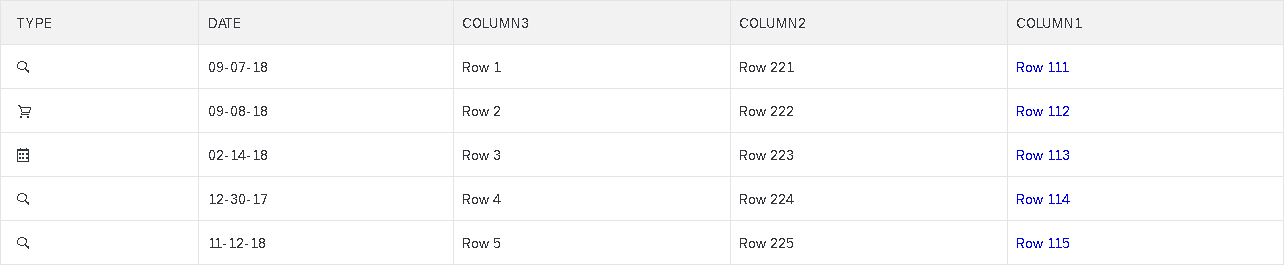 TYPE DATE COLUMN3 COLUMN2 COLUMN1
09-07-18 Row 1 Row 221 Row 111
09-08-18 Row 2 Row 222 Row 112
02-14-18 Row 3 Row 223 Row 113
12-30-17 Row 4 Row 224 Row 114
11-12-18 Row 5 Row 225 Row 115